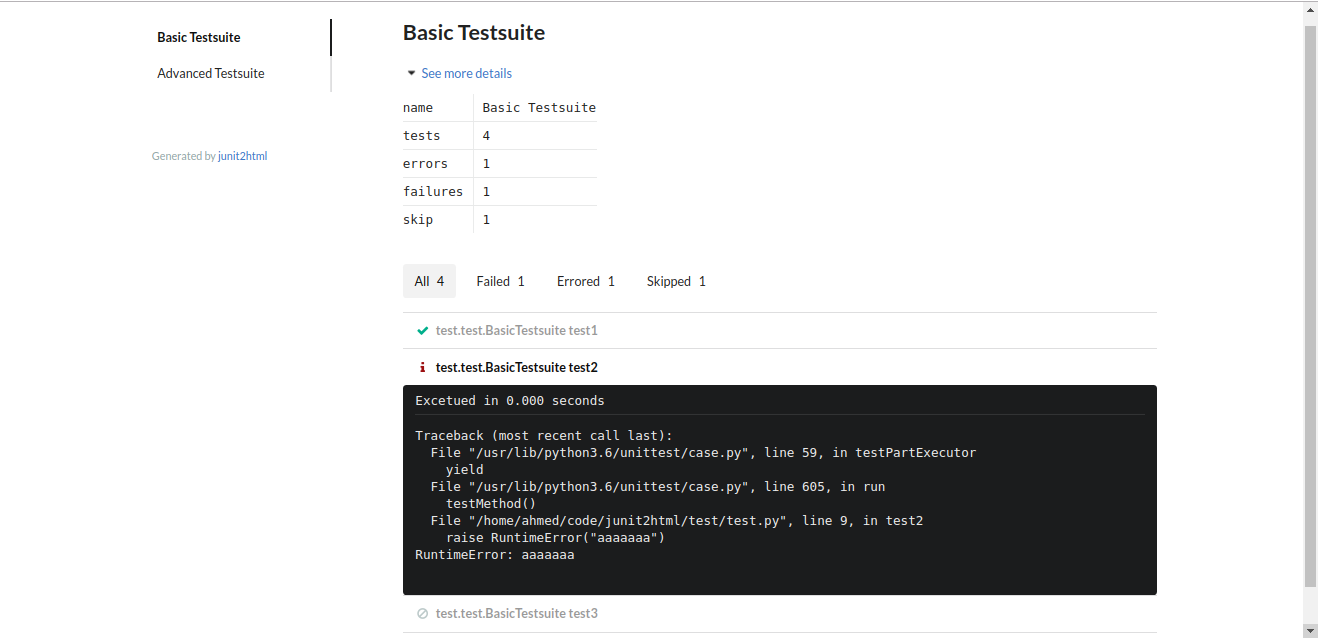 Basic Testsuite
Advanced Testsuite
Generated by junit2html
Basic Testsuite
See more details
name Basic Testsuite
tests 4
errors 1
failures 1
skip 1
All 4 Failed 1 Errored 1 Skipped 1
test.test.BasicTestsuite test1
test.test.BasicTestsuite test2
Excetued in 0.000 seconds
Traceback (most recent call last):
File "/usr/lib/python3.6/unittest/case.py", line 59, in testPartExecutor
yield
File "/usr/lib/python3.6/unittest/case.py", line 605, in run
testMethod()
File "/home/ahmed/code/junit2html/test/test.py", line 9, in test2
raise RuntimeError("aaaaaaa")
RuntimeError: aaaaaaa
test.test.BasicTestsuite test3